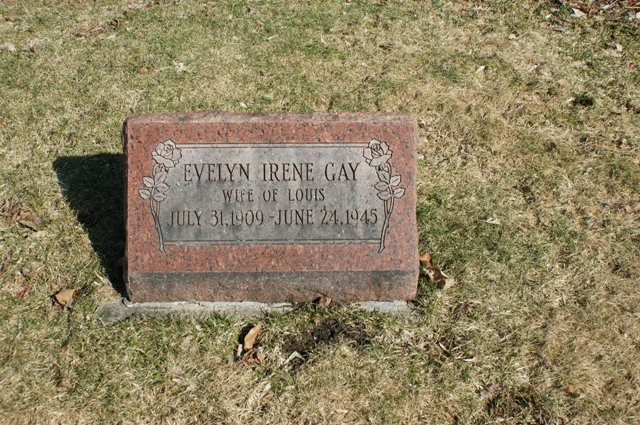 EVELYN IRENE GAY
WIFE OF LOUIS
JULY 31, 1909 - JUNE 24, 1945